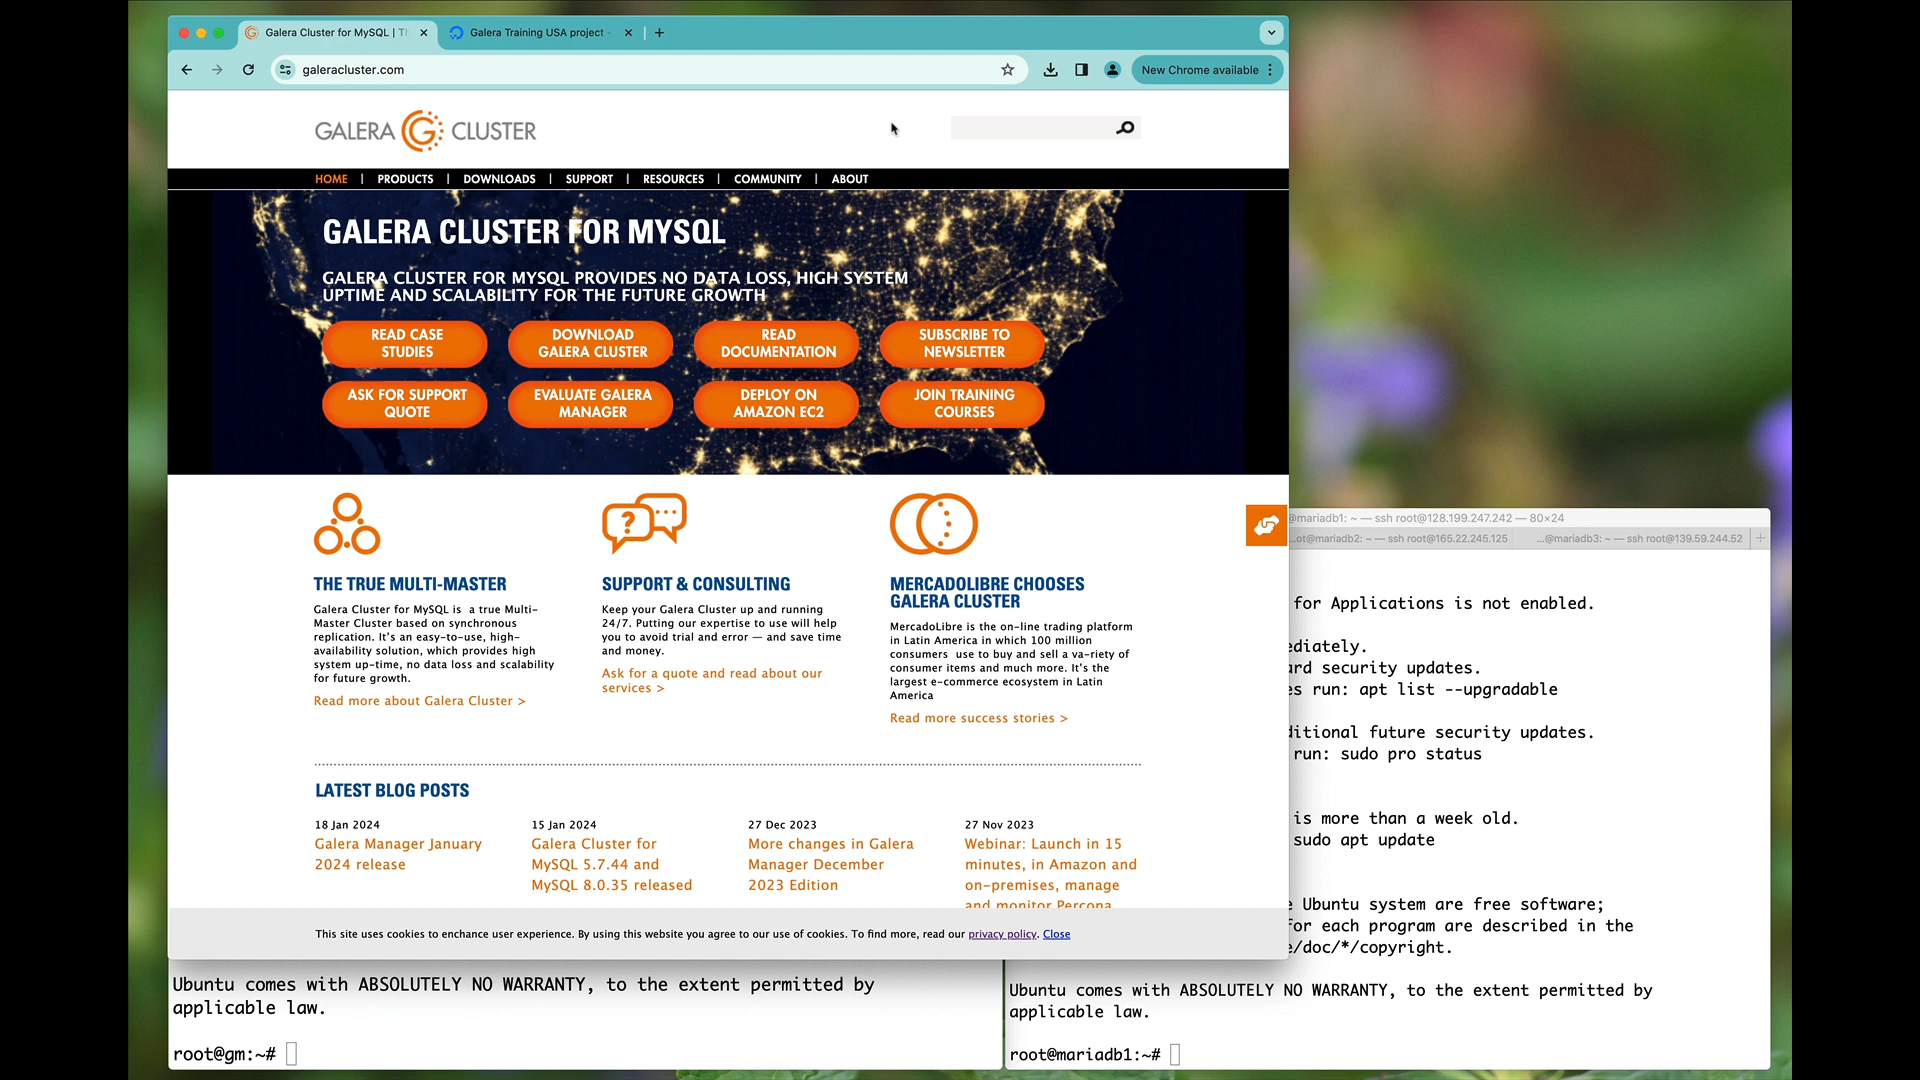 Galera Cluster for MySQL | Th
Galera Training USA project -
galeracluster.com
New Chrome available
GALERA CLUSTER
HOME | PRODUCTS | DOWNLOADS | SUPPORT | RESOURCES | COMMUNITY | ABOUT
GALERA CLUSTER FOR MYSQL
GALERA CLUSTER FOR MYSQL PROVIDES NO DATA LOSS, HIGH SYSTEM
UPTIME AND SCALABILITY FOR THE FUTURE GROWTH
READ CASE
STUDIES
DOWNLOAD
GALERA CLUSTER
READ
DOCUMENTATION
SUBSCRIBE TO
NEWSLETTER
ASK FOR SUPPORT
QUOTE
EVALUATE GALERA
MANAGER
DEPLOY ON
AMAZON EC2
JOIN TRAINING
COURSES
THE TRUE MULTI-MASTER
Galera Cluster for MySQL is a true Multi-
Master Cluster based on synchronous
replication. It's an easy-to-use, high-
availability solution, which provides high
system up-time, no data loss and scalability
for future growth.
Read more about Galera Cluster >
SUPPORT & CONSULTING
Keep your Galera Cluster up and running
24/7. Putting our expertise to use will help
you to avoid trial and error — and save time
and money.
Ask for a quote and read about our
services >
MERCADOLIBRE CHOOSES
GALERA CLUSTER
MercadoLibre is the on-line trading platform
in Latin America in which 100 million
consumers use to buy and sell a va-riety of
consumer items and much more. It's the
largest e-commerce ecosystem in Latin
America
Read more success stories >
LATEST BLOG POSTS
18 Jan 2024
Galera Manager January
2024 release
15 Jan 2024
Galera Cluster for
MySQL 5.7.44 and
MySQL 8.0.35 released
27 Dec 2023
More changes in Galera
Manager December
2023 Edition
27 Nov 2023
Webinar: Launch in 15
minutes, in Amazon and
on-premises, manage
and monitor Percona
This site uses cookies to enchance user experience. By using this website you agree to our use of cookies. To find more, read our privacy policy. Close
@mariadb1: ~ — ssh root@128.199.247.242 — 80×24
...ot@mariadb2: ~ — ssh root@165.22.245.125
...@mariadb3: ~ — ssh root@139.59.244.52
for Applications is not enabled.
ediately.
ard security updates.
es run: apt list --upgradable
ditional future security updates.
run: sudo pro status
is more than a week old.
sudo apt update
e Ubuntu system are free software;
for each program are described in the
e/doc/*/copyright.
Ubuntu comes with ABSOLUTELY NO WARRANTY, to the extent permitted by
applicable law.
root@mariadb1:~#
Ubuntu comes with ABSOLUTELY NO WARRANTY, to the extent permitted by
applicable law.
root@gm:~#